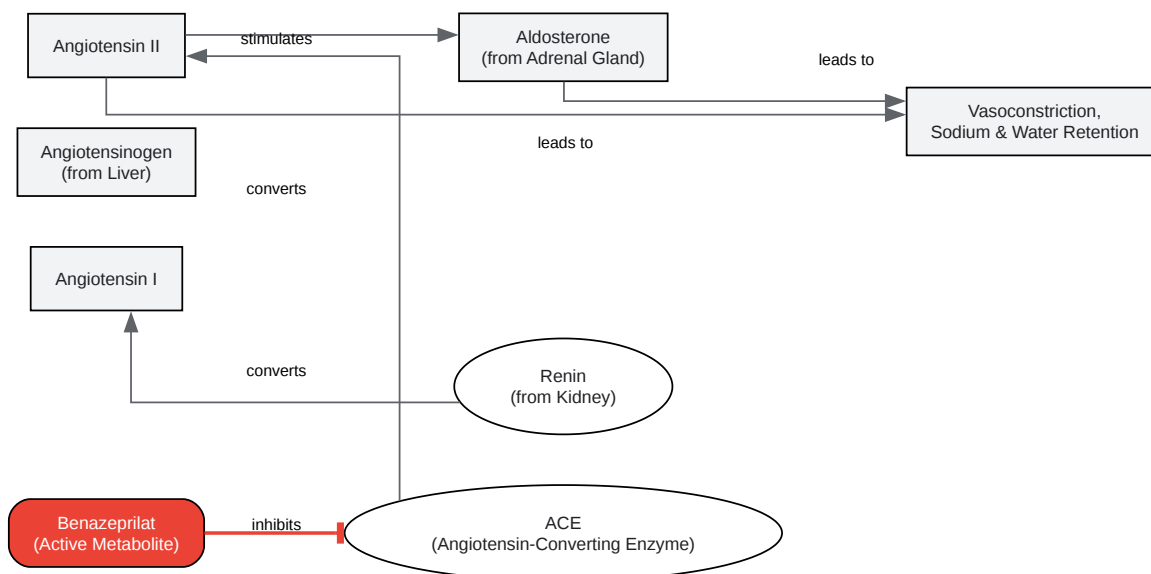 Angiotensin II
stimulates
Aldosterone
(from Adrenal Gland)
leads to
Vasoconstriction,
Sodium & Water Retention
leads to
Angiotensinogen
(from Liver)
converts
Angiotensin I
converts
Renin
(from Kidney)
Benazeprilat
(Active Metabolite)
inhibits
ACE
(Angiotensin-Converting Enzyme)